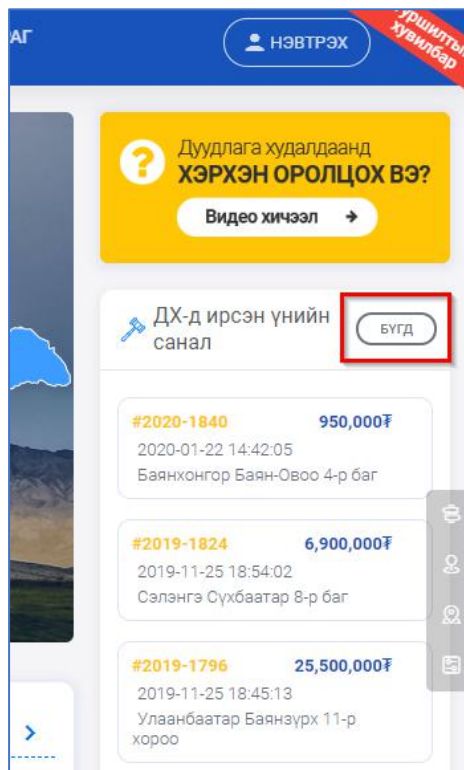 АГ
НЭВТРЭХ
хувилбар
Дуудлага худалдаанд
ХЭРХЭН ОРОЛЦОХ ВЭ?
Видео хичээл
ДХ-д ирсэн үнийн
санал
БҮГД
#2020-1840 950,000₮
2020-01-22 14:42:05
Баянхонгор Баян-Овоо 4-р баг
#2019-1824 6,900,000₮
2019-11-25 18:54:02
Сэлэнгэ Сүхбаатар 8-р баг
#2019-1796 25,500,000₮
2019-11-25 18:45:13
Улаанбаатар Баянзүрх 11-р
хороо